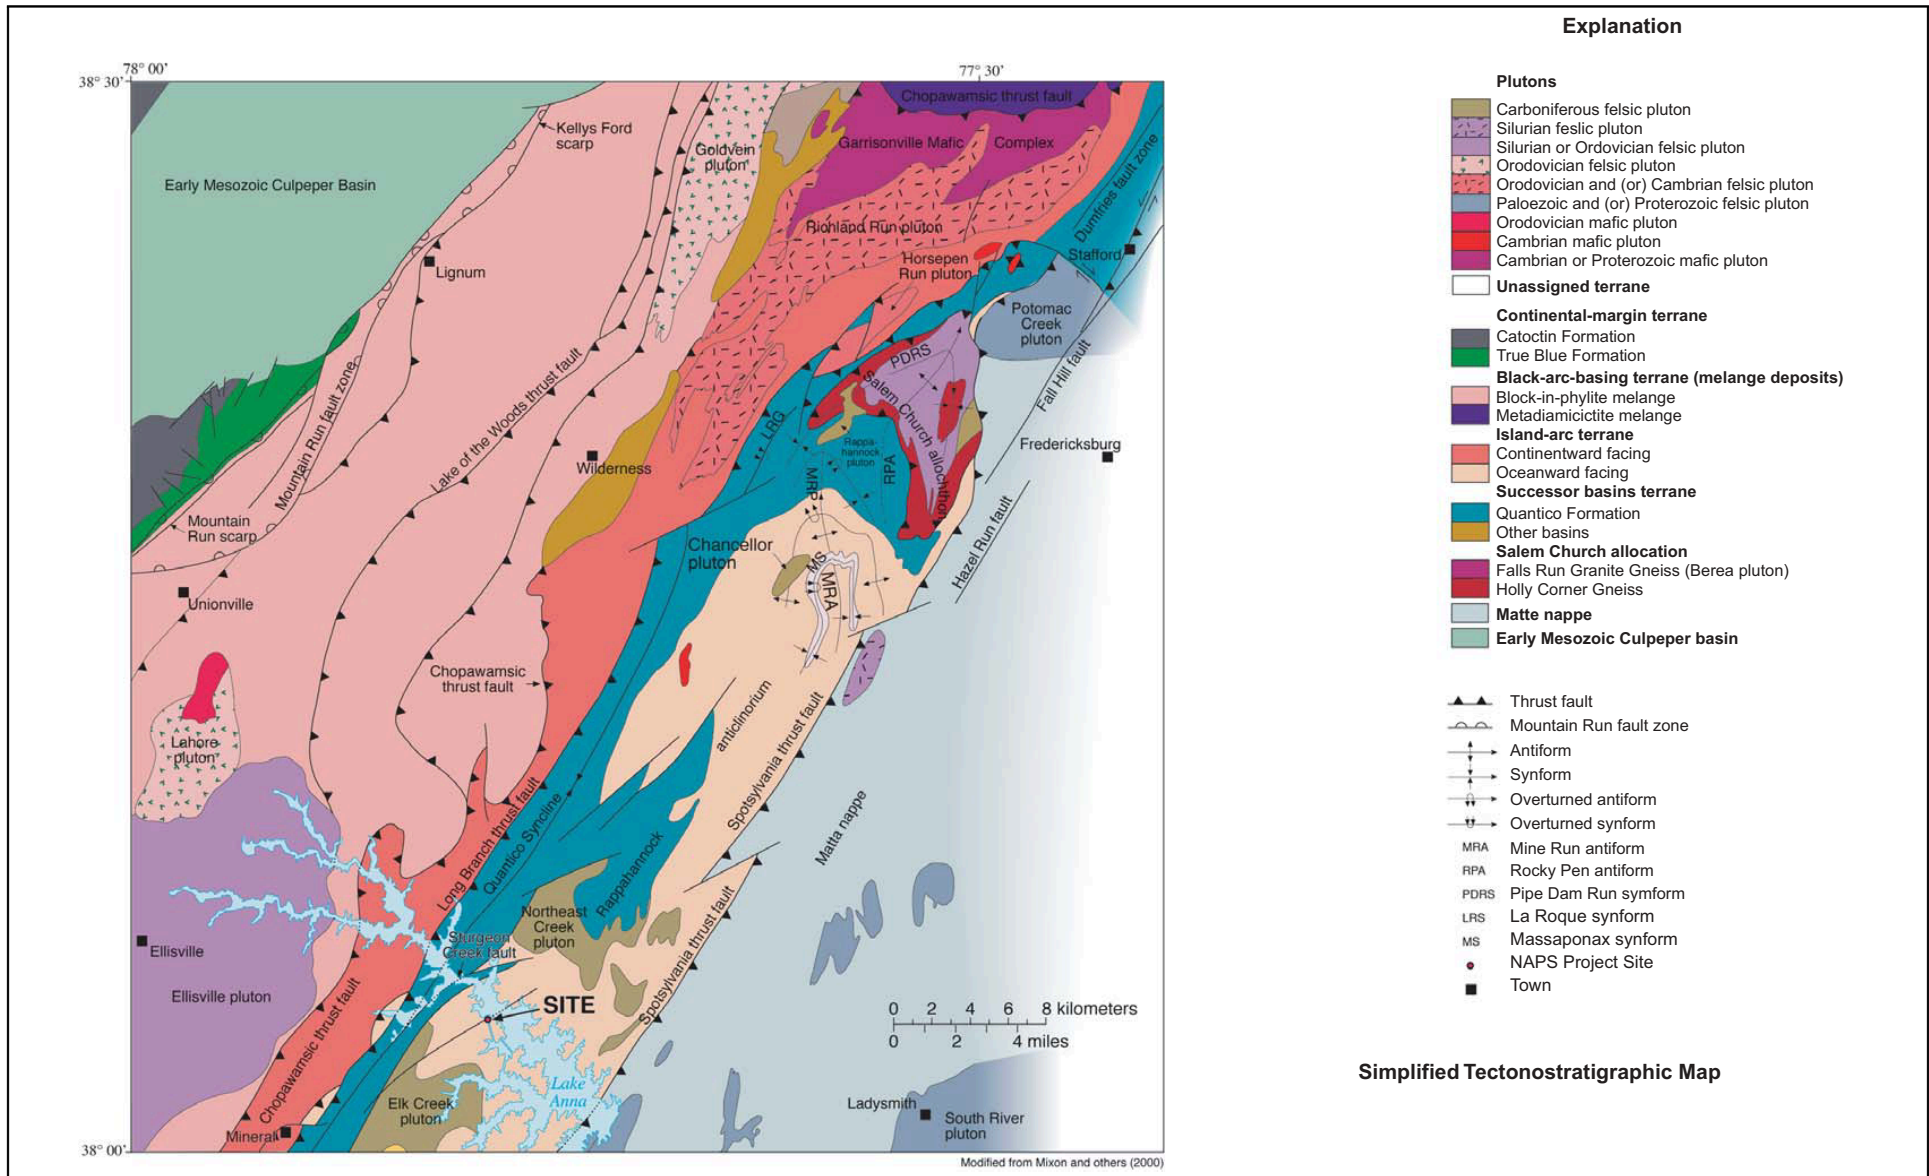 Explanation
78° 00'
77° 30'
38° 30'
Chopawamsic thrust fault
Kellys Ford
scarp
Goldvein
pluton
Garrisonville Mafic
Complex
Early Mesozoic Culpeper Basin
Dumfries fault zone
Richland Run pluton
Stafford
Horsepen
Run pluton
Lignum
Potomac
Creek
pluton
PDRS
Mountain Run fault zone
Lake of the Woods thrust fault
Salem Church allochthon
Fall Hill fault
LRG
Rappa-
hannock
pluton
Fredericksburg
Wilderness
MRP
RPA
Mountain
Run scarp
Chancellor
pluton
Hazel Run fault
MS
MRA
Unionville
Chopawamsic
thrust fault
anticlinorium
Spotsylvania thrust fault
Lahore
pluton
Long Branch thrust fault
Quantico Syncline
Matta nappe
Rappahannock
Northeast
Creek
pluton
Sturgeon
Creek fault
Ellisville
Spotsylvania thrust fault
Ellisville pluton
SITE
Chopawamsic thrust fault
0 2 4 6 8 kilometers
0 2 4 miles
Lake
Anna
Elk Creek
pluton
Ladysmith
South River
pluton
Mineral
38° 00'
Modified from Mixon and others (2000)
Plutons
Carboniferous felsic pluton
Silurian feslic pluton
Silurian or Ordovician felsic pluton
Orodovician felsic pluton
Orodovician and (or) Cambrian felsic pluton
Paloezoic and (or) Proterozoic felsic pluton
Orodovician mafic pluton
Cambrian mafic pluton
Cambrian or Proterozoic mafic pluton
Unassigned terrane
Continental-margin terrane
Catoctin Formation
True Blue Formation
Black-arc-basing terrane (melange deposits)
Block-in-phylite melange
Metadiamicictite melange
Island-arc terrane
Continentward facing
Oceanward facing
Successor basins terrane
Quantico Formation
Other basins
Salem Church allocation
Falls Run Granite Gneiss (Berea pluton)
Holly Corner Gneiss
Matte nappe
Early Mesozoic Culpeper basin
Thrust fault
Mountain Run fault zone
Antiform
Synform
Overturned antiform
Overturned synform
MRA Mine Run antiform
RPA Rocky Pen antiform
PDRS Pipe Dam Run symform
LRS La Roque synform
MS Massaponax synform
NAPS Project Site
Town
Simplified Tectonostratigraphic Map